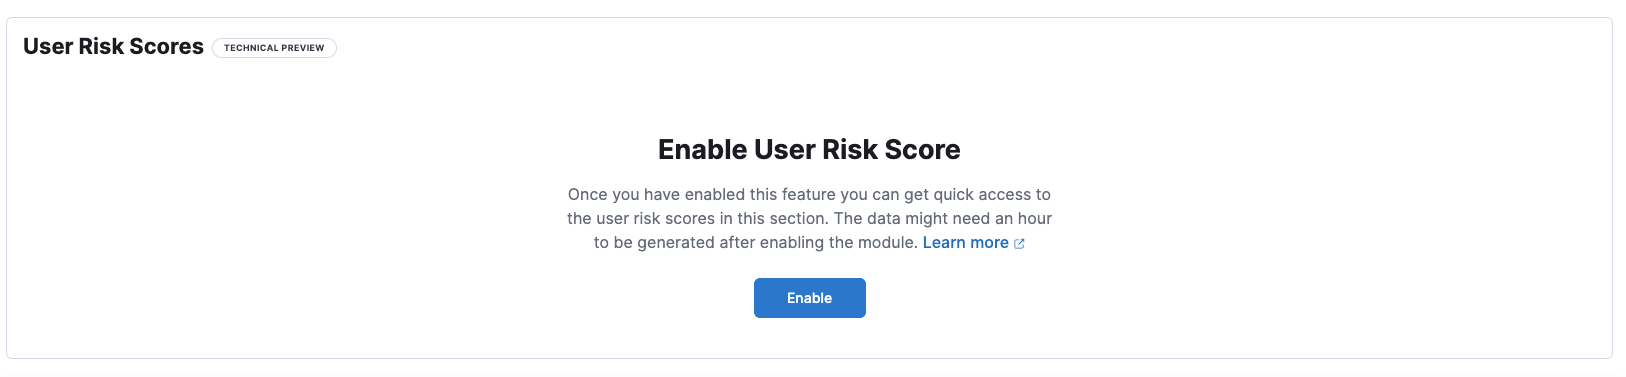 User Risk Scores TECHNICAL PREVIEW
Enable User Risk Score
Once you have enabled this feature you can get quick access to
the user risk scores in this section. The data might need an hour
to be generated after enabling the module. Learn more
Enable